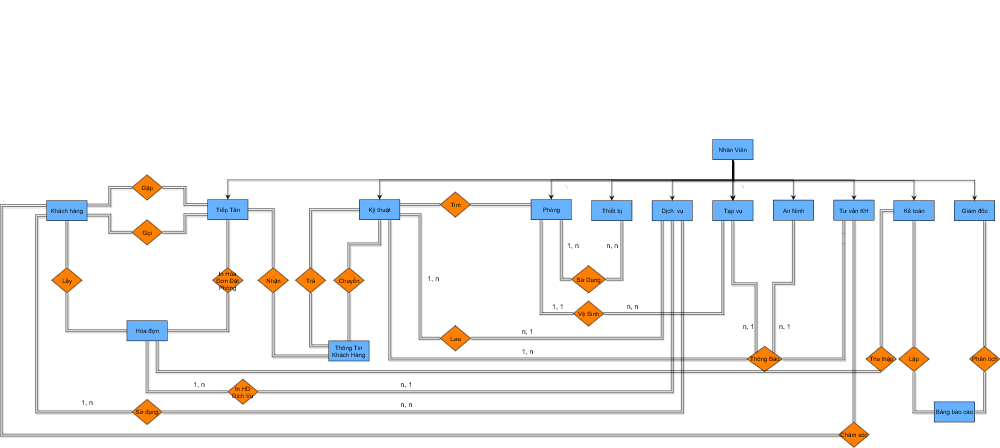 Nhân Viên
Gặp
Khách hàng
Tiếp Tân
Kỹ thuật
Tìm
Phòng
Thiết bị
Dịch vụ
Tạp vụ
An Ninh
Tư vấn KH
Kế toán
Giám đốc
Gọi
1, n
n, n
Lấy
In Hóa
Đơn Đặt
Phòng
Nhận
Trả
Chuyển
1, n
Sử Dụng
1, 1
n, n
Vệ Sinh
Hóa đơn
n, 1
n, 1
n, 1
Lưu
Thông Tin
Khách Hàng
1, n
Thông Báo
Thu thập
Lập
Phân tích
1, n
In HD
Dịch Vụ
n, 1
1, n
Sử dụng
n, n
Bảng báo cáo
Chăm sóc